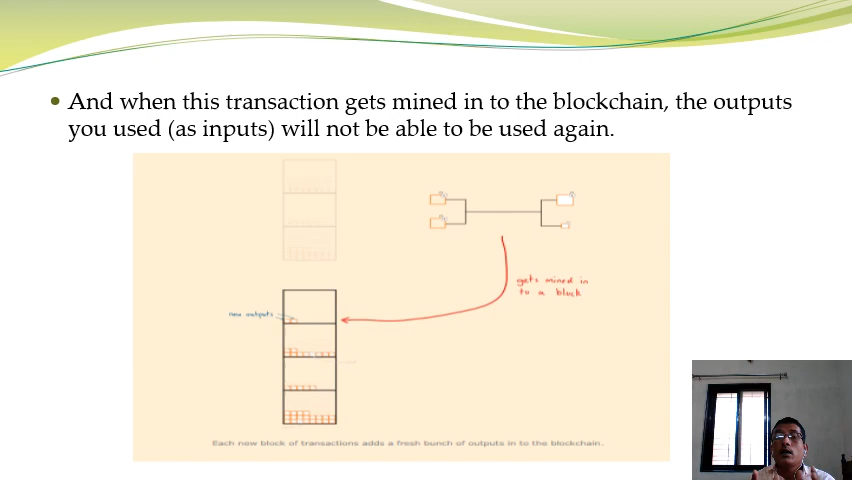 And when this transaction gets mined in to the blockchain, the outputs
you used (as inputs) will not be able to be used again.
gets mined in
to a block
new outputs
Each new block of transactions adds a fresh bunch of outputs in to the blockchain.